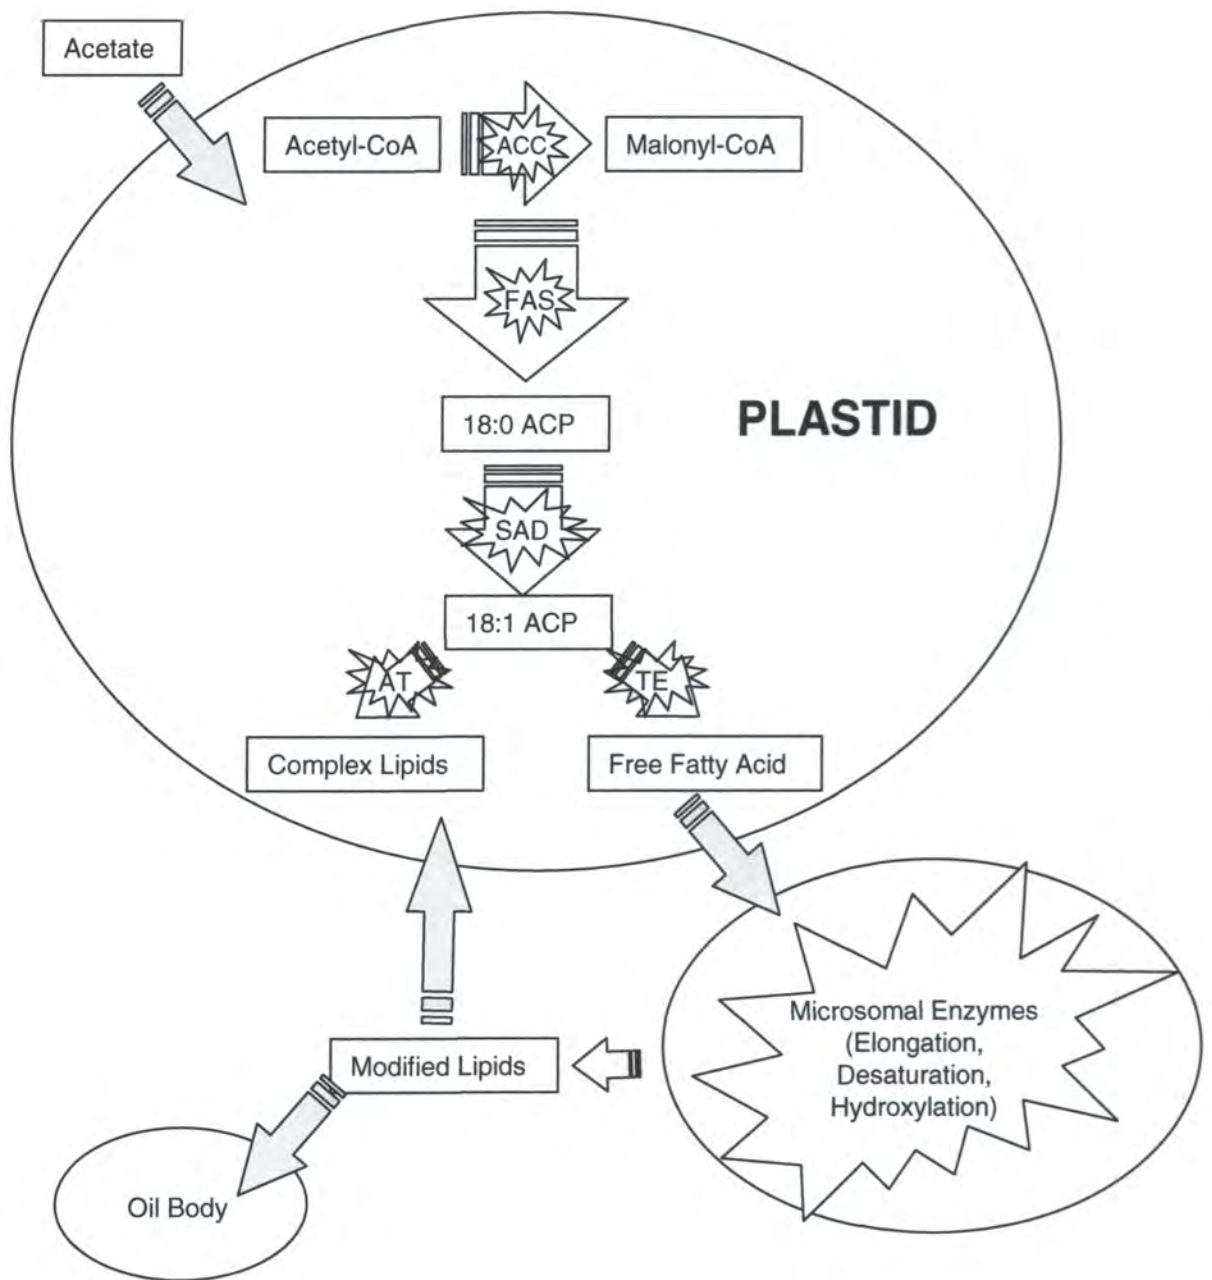 Acetate
Acetyl-CoA
ACC
Malonyl-CoA
FAS
18:0 ACP
PLASTID
SAD
18:1 ACP
AT
TE
Complex Lipids
Free Fatty Acid
Microsomal Enzymes
(Elongation,
Desaturation,
Hydroxylation)
Modified Lipids
Oil Body